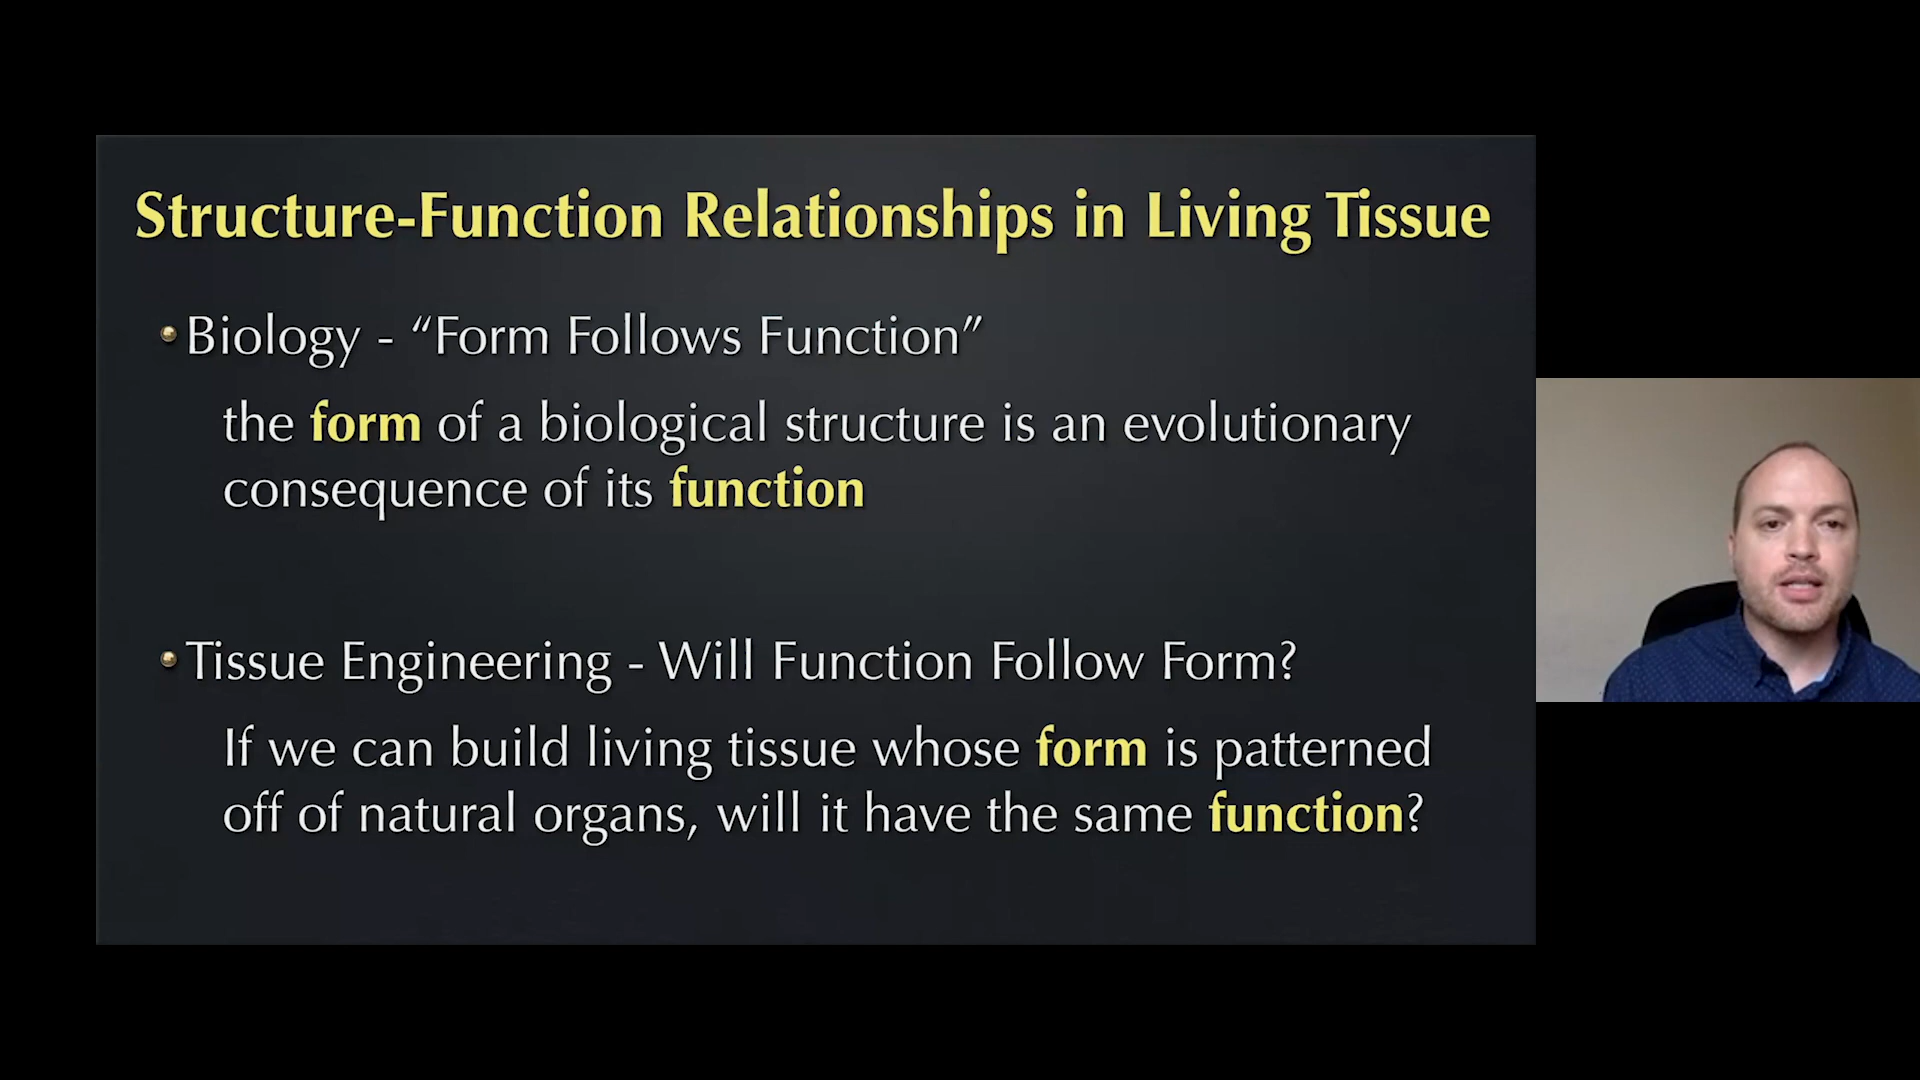 Structure-Function Relationships in Living Tissue
•Biology - “Form Follows Function”
the form of a biological structure is an evolutionary
consequence of its function
•Tissue Engineering - Will Function Follow Form?
If we can build living tissue whose form is patterned
off of natural organs, will it have the same function?